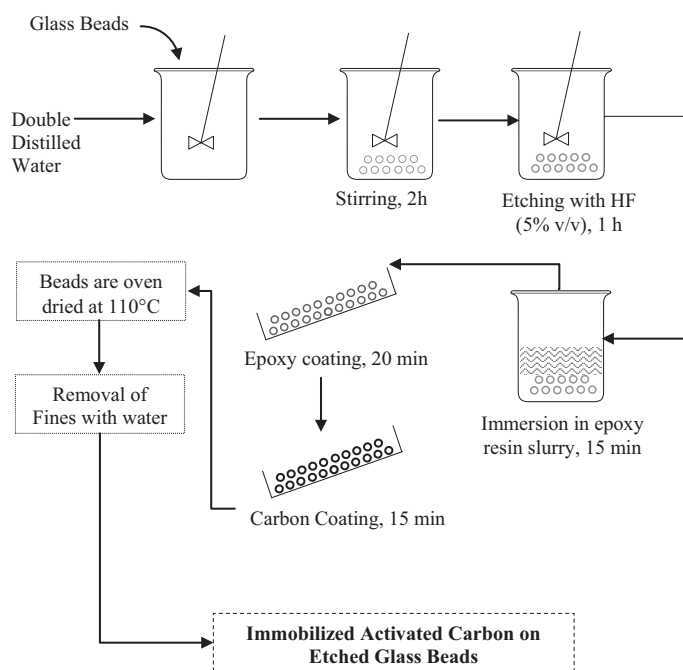 Glass Beads
Double
Distilled
Water
Stirring, 2h
Etching with HF
(5% v/v), 1 h
Beads are oven
dried at 110°C
Epoxy coating, 20 min
Removal of
Fines with water
Immersion in epoxy
resin slurry, 15 min
Carbon Coating, 15 min
Immobilized Activated Carbon on
Etched Glass Beads